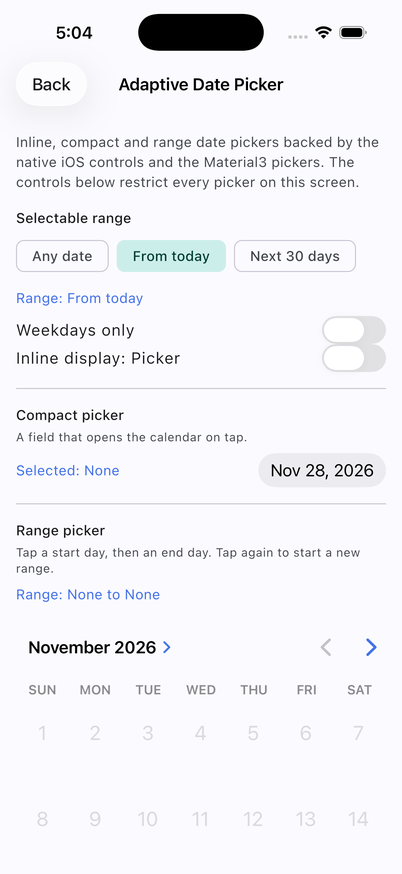 5:04
Back
Adaptive Date Picker
Inline, compact and range date pickers backed by the
native iOS controls and the Material3 pickers. The
controls below restrict every picker on this screen.
Selectable range
Any date
From today
Next 30 days
Range: From today
Weekdays only
Inline display: Picker
Compact picker
A field that opens the calendar on tap.
Selected: None
Nov 28, 2026
Range picker
Tap a start day, then an end day. Tap again to start a new
range.
Range: None to None
November 2026
SUN MON TUE WED THU FRI SAT
1 2 3 4 5 6 7
8 9 10 11 12 13 14